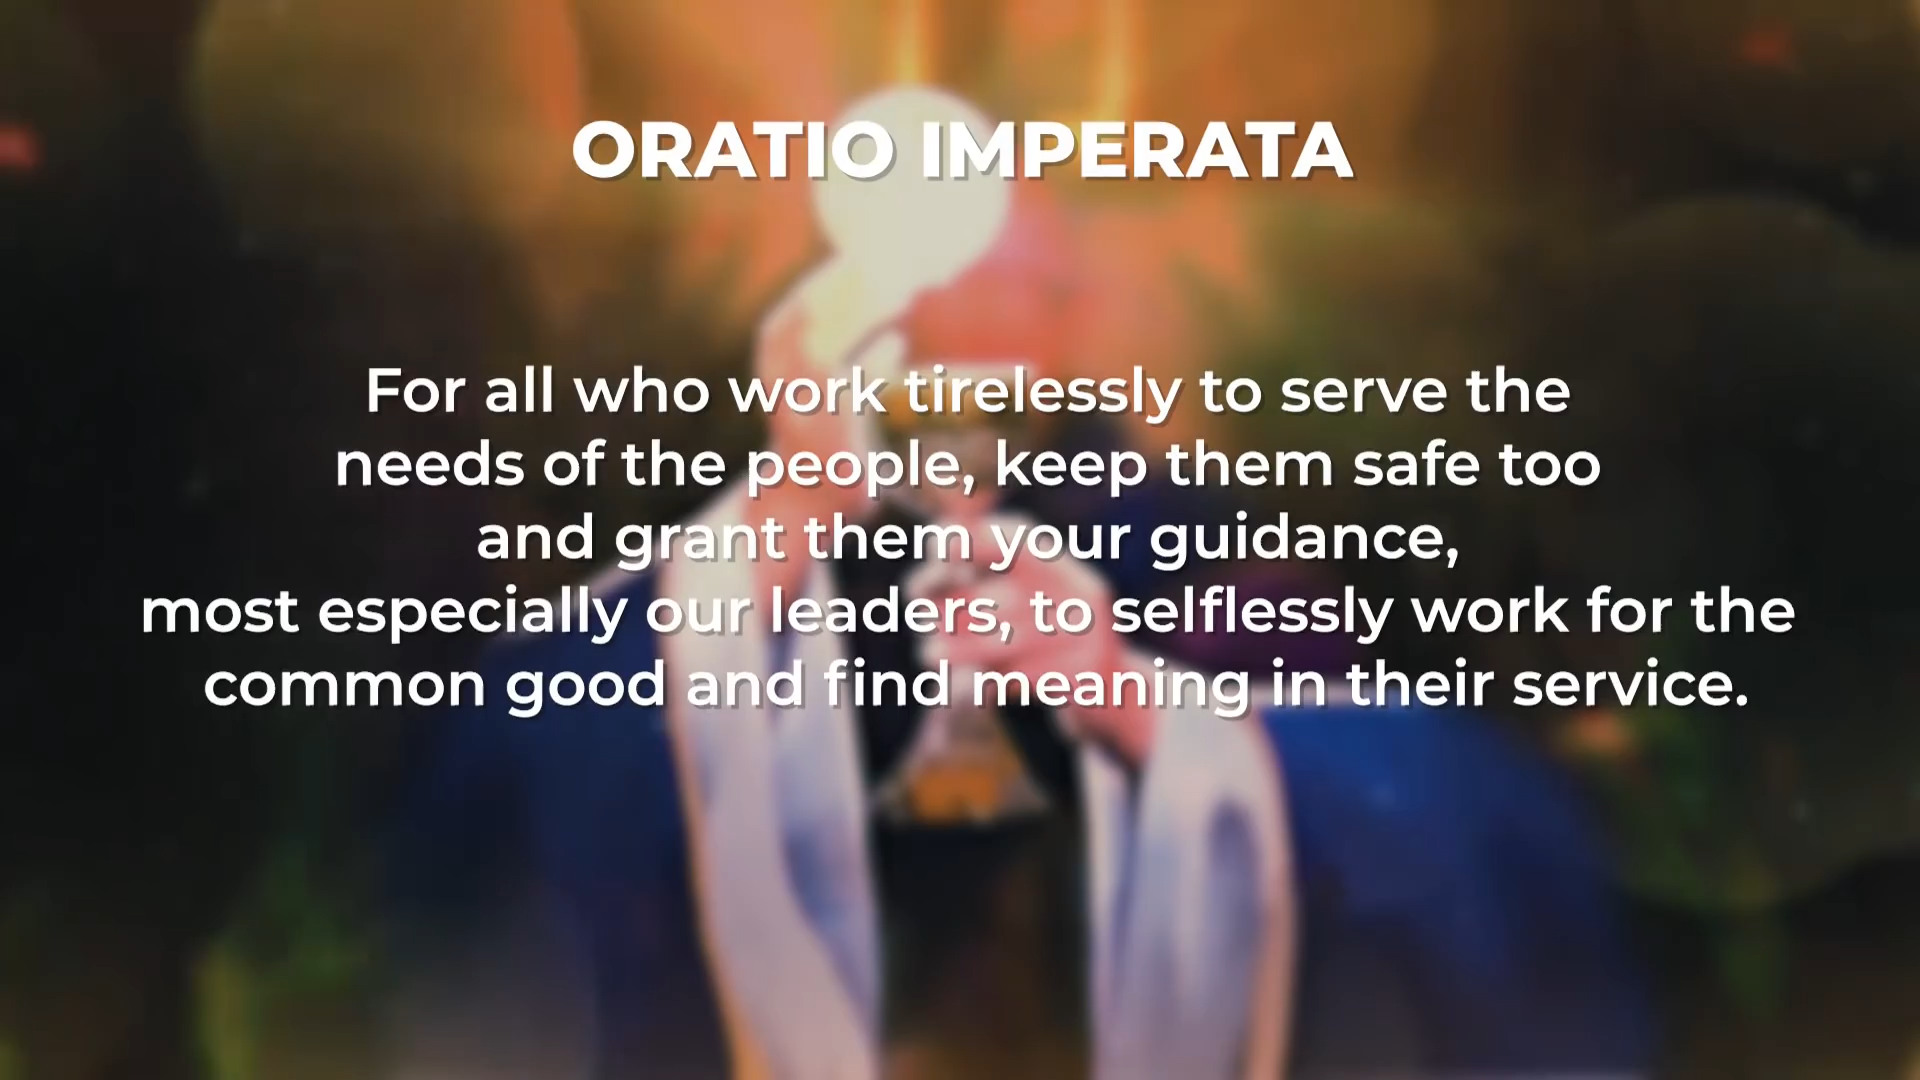 ORATIO IMPERATA
For all who work tirelessly to serve the
needs of the people, keep them safe too
and grant them your guidance,
most especially our leaders, to selflessly work for the
common good and find meaning in their service.